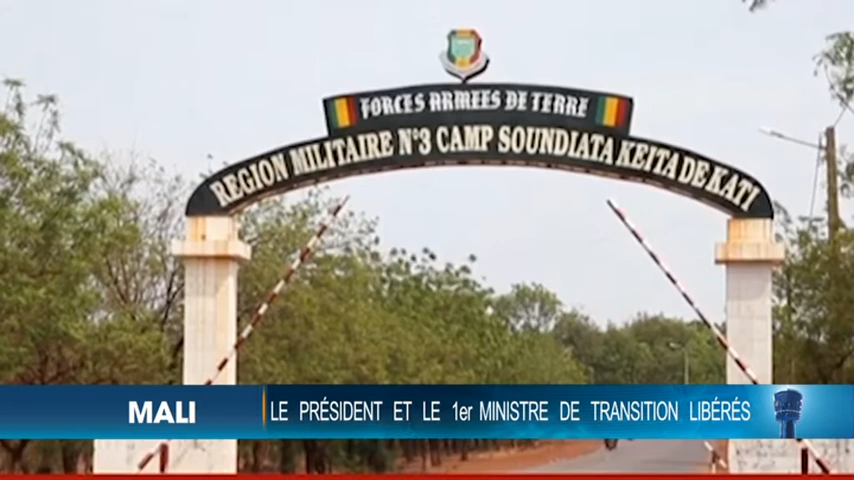 FORCES ARMEES DE TERRE
REGION MILITAIRE N°3 CAMP SOUNDIATA KEITA DE KATI
MALI
LE PRÉSIDENT ET LE 1er MINISTRE DE TRANSITION LIBÉRÉS